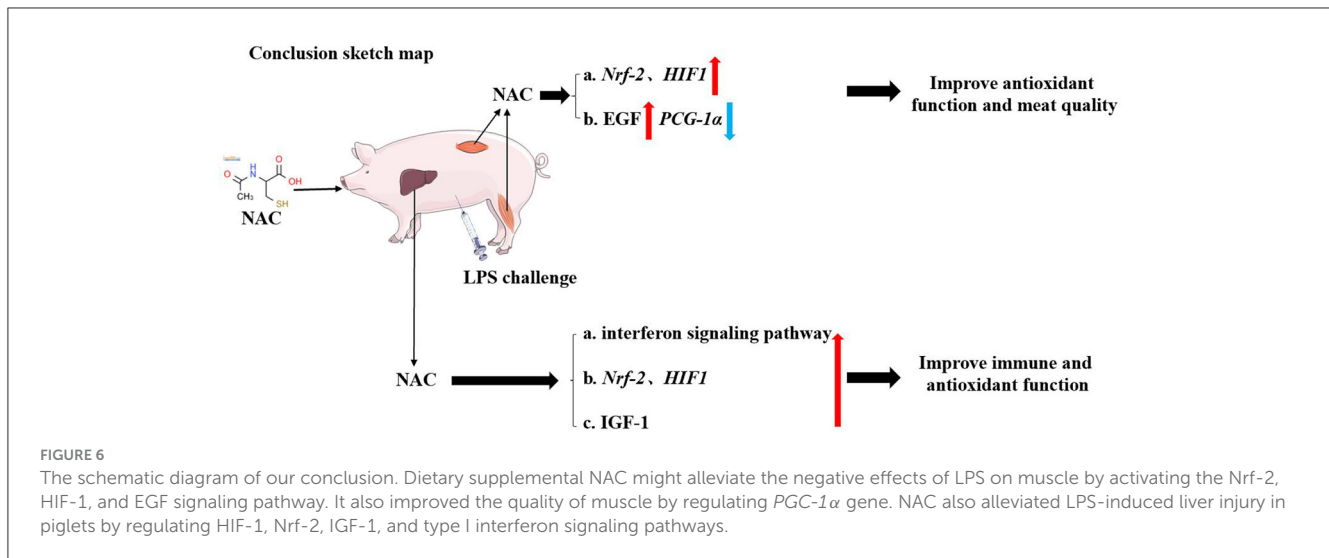 Conclusion sketch map
NAC
a. Nrf-2、HIF1
b. EGF PCG-1α
Improve antioxidant
function and meat quality
O
H
N
O
OH
O
CH₃
SH
NAC
LPS challenge
NAC
a. interferon signaling pathway
b. Nrf-2、HIF1
c. IGF-1
Improve immune and
antioxidant function
FIGURE 6
The schematic diagram of our conclusion. Dietary supplemental NAC might alleviate the negative effects of LPS on muscle by activating the Nrf-2,
HIF-1, and EGF signaling pathway. It also improved the quality of muscle by regulating PGC-1α gene. NAC also alleviated LPS-induced liver injury in
piglets by regulating HIF-1, Nrf-2, IGF-1, and type I interferon signaling pathways.